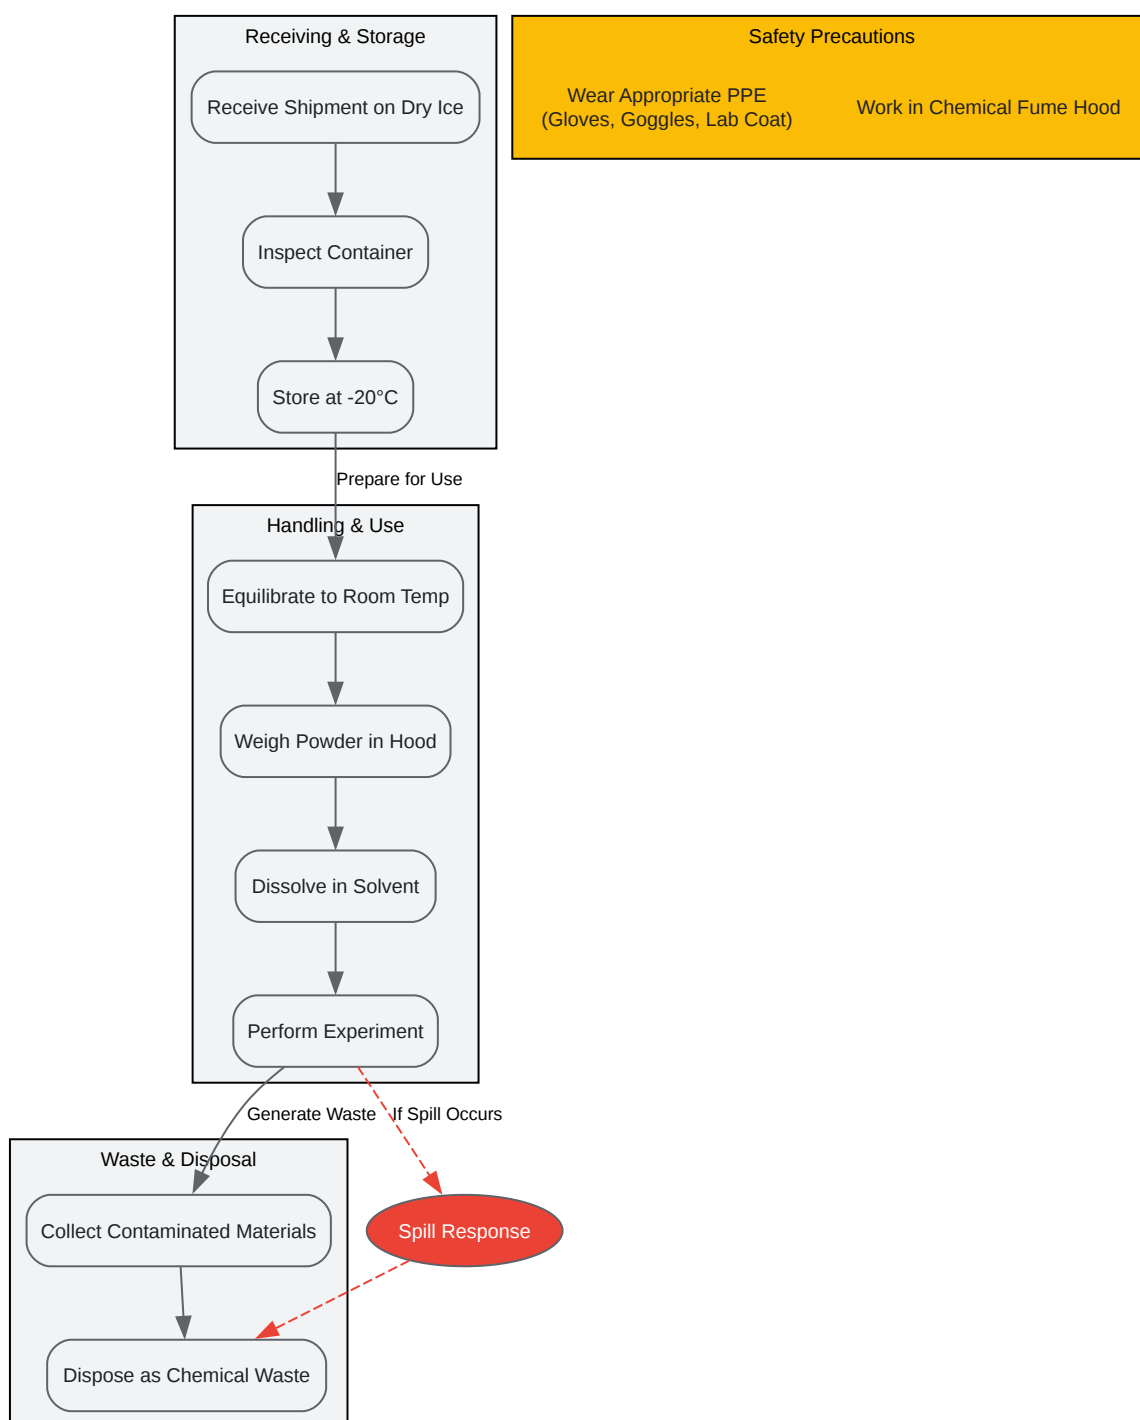 Receiving & Storage
Receive Shipment on Dry Ice
Inspect Container
Store at -20°C
Safety Precautions
Wear Appropriate PPE
(Gloves, Goggles, Lab Coat)
Work in Chemical Fume Hood
Prepare for Use
Handling & Use
Equilibrate to Room Temp
Weigh Powder in Hood
Dissolve in Solvent
Perform Experiment
Generate Waste
If Spill Occurs
Waste & Disposal
Collect Contaminated Materials
Spill Response
Dispose as Chemical Waste